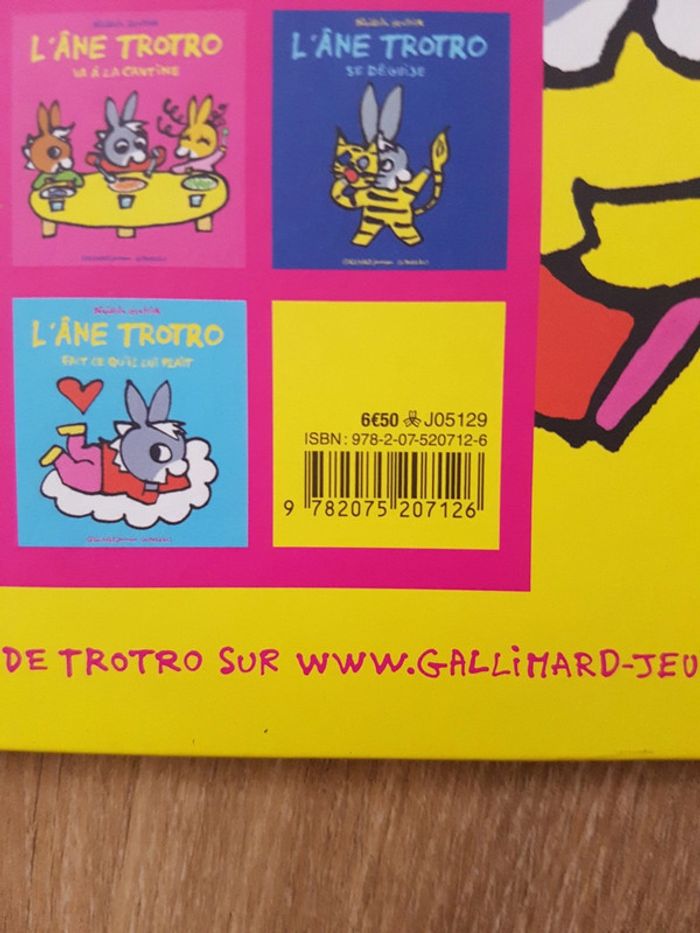 L'ÂNE TROTRO
VA À LA CANTINE
L'ÂNE TROTRO
SE DÉGUISE
L'ÂNE TROTRO
FAIT CE QU'IL LUI PLAÎT
6€50 J05129
ISBN : 978-2-07-520712-6
9 782075 207126
DE TROTRO SUR WWW.GALLIMARD-JEU